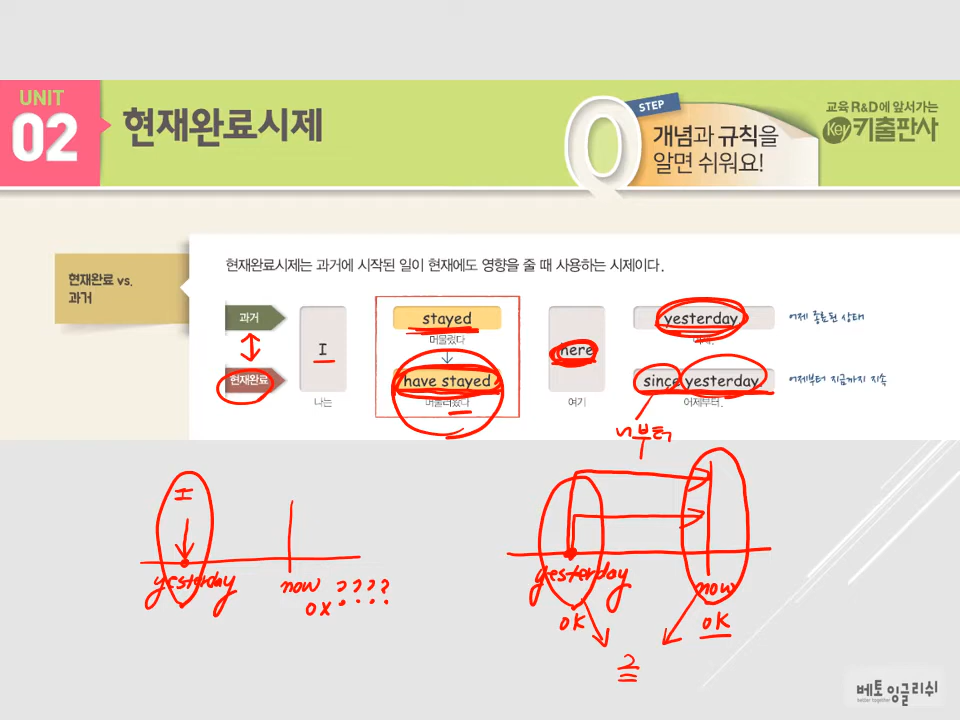 UNIT
02
현재완료시제
STEP
0
개념과 규칙을
알면 쉬워요!
교육 R&D에 앞서가는
Key 키출판사
현재완료 vs.
과거
현재완료시제는 과거에 시작된 일이 현재에도 영향을 줄 때 사용하는 시제이다.
과거
I
stayed
here
yesterday
어제 종료된 상태
머물렀다
현재완료
have stayed
since yesterday
어제부터 지금까지 지속
나는
머물러왔다
여기
어제부터.
~부터
I
yesterday
now ????
OX
yesterday
now
OK
OK
2
베토 잉글리쉬
better together